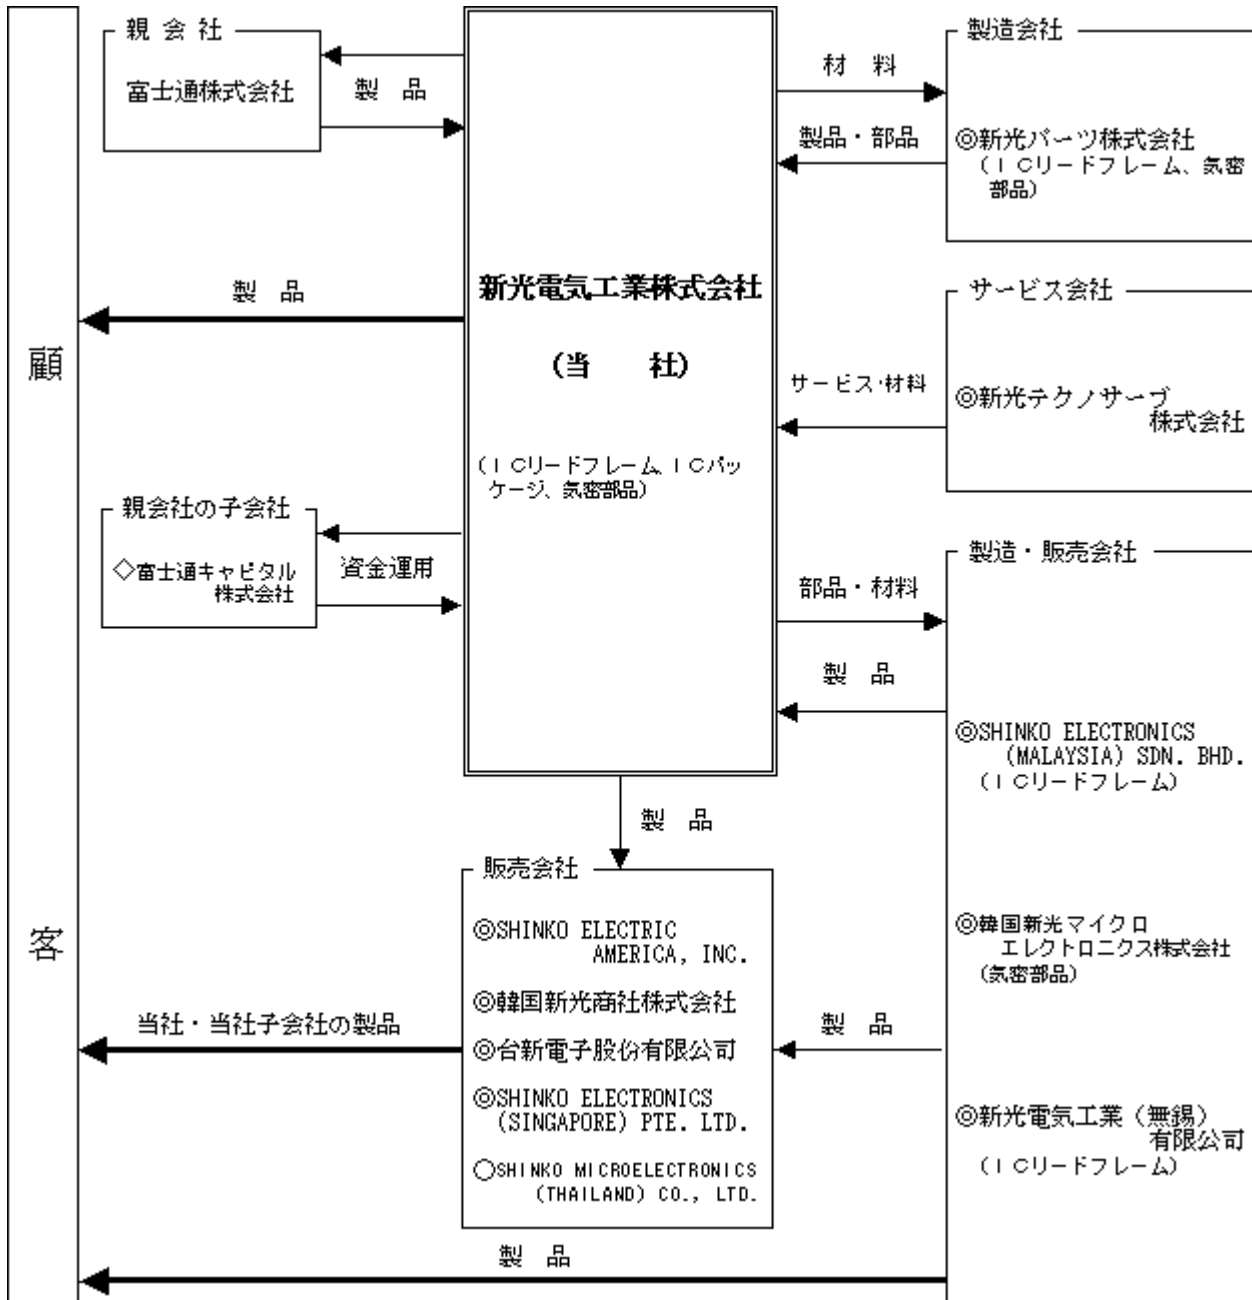 顧客
親 会 社
富士通株式会社
製 品
製 品
親会社の子会社
◇富士通キャピタル
株式会社
資金運用
新光電気工業株式会社
(当 社)
(ICリードフレーム、ICパッ
ケージ、気密部品)
材 料
製品・部品
製造会社
◎新光パーツ株式会社
(ICリードフレーム、気密
部品)
サービス会社
サービス・材料
◎新光テクノサーブ
株式会社
製造・販売会社
部品・材料
製 品
◎SHINKO ELECTRONICS
(MALAYSIA) SDN. BHD.
(ICリードフレーム)
◎韓国新光マイクロ
エレクトロニクス株式会社
(気密部品)
◎新光電気工業(無錫)
有限公司
(ICリードフレーム)
製 品
販売会社
◎SHINKO ELECTRIC
AMERICA, INC.
◎韓国新光商社株式会社
◎台新電子股份有限公司
◎SHINKO ELECTRONICS
(SINGAPORE) PTE. LTD.
○SHINKO MICROELECTRONICS
(THAILAND) CO., LTD.
製 品
当社・当社子会社の製品
製 品